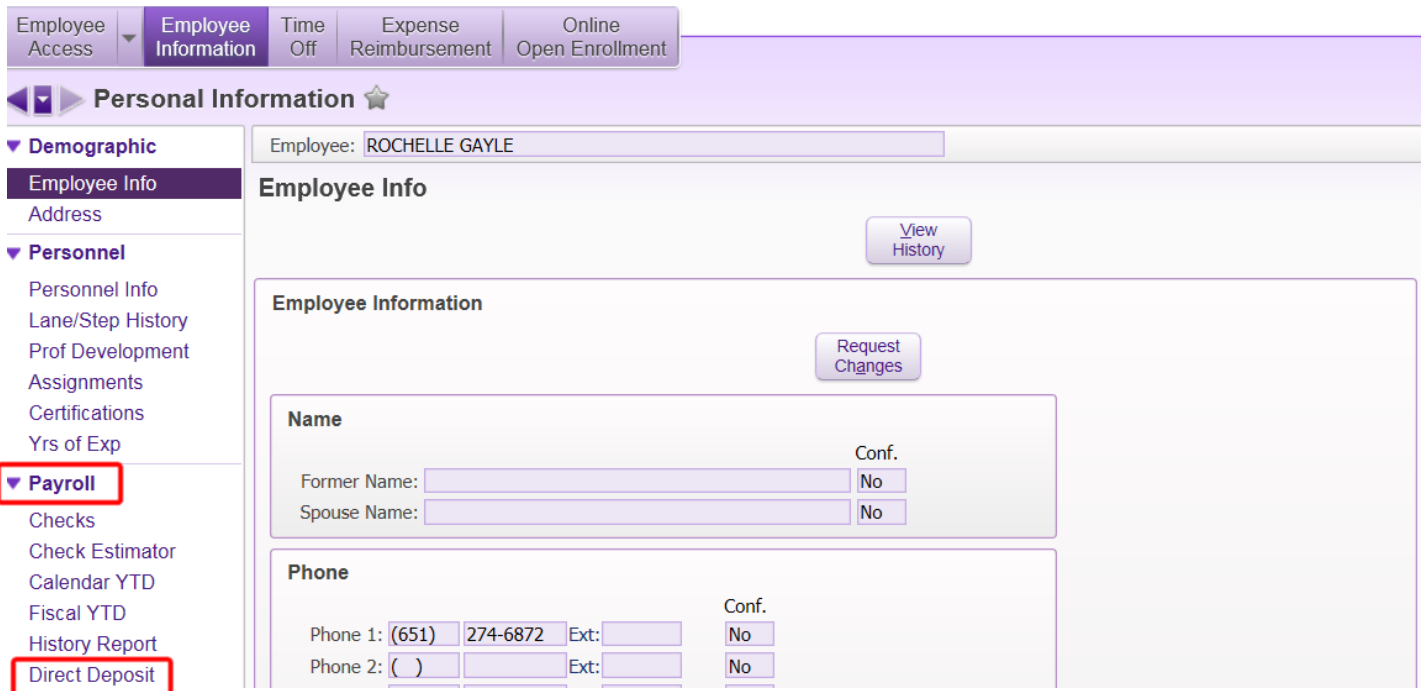 Employee Access
Employee Information
Time Off
Expense Reimbursement
Online Open Enrollment
Personal Information
Demographic
Employee Info
Address
Personnel
Personnel Info
Lane/Step History
Prof Development
Assignments
Certifications
Yrs of Exp
Payroll
Checks
Check Estimator
Calendar YTD
Fiscal YTD
History Report
Direct Deposit
Employee: ROCHELLE GAYLE
Employee Info
View
History
Employee Information
Request
Changes
Name
Conf.
Former Name: No
Spouse Name: No
Phone
Conf.
Phone 1: (651) 274-6872 Ext: No
Phone 2: ( ) Ext: No